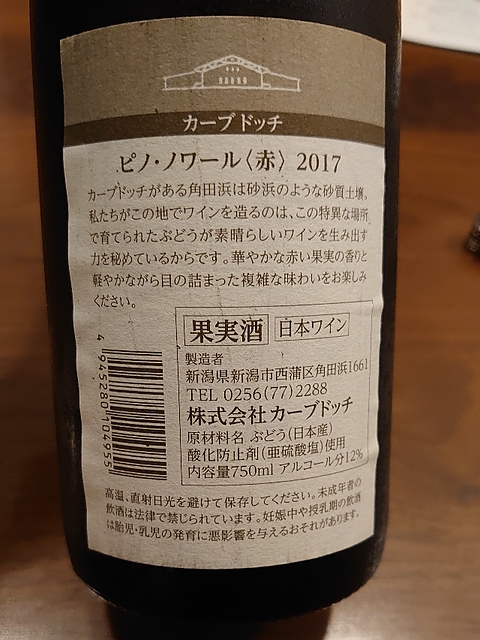 カーブドッチ
ピノ・ノワール〈赤〉 2017
カーブドッチがある角田浜は砂浜のような砂質土壌。
私たちがこの地でワインを造るのは、この特異な場所
で育てられたぶどうが素晴らしいワインを生み出す
力を秘めているからです。華やかな赤い果実の香りと
軽やかながら目の詰まった複雑な味わいをお楽しみ
ください。
果実酒 日本ワイン
製造者
新潟県新潟市西蒲区角田浜1661
TEL 0256(77)2288
株式会社カーブドッチ
原材料名 ぶどう(日本産)
酸化防止剤(亜硫酸塩)使用
内容量750ml アルコール分12%
4 945280 104955
高温、直射日光を避けて保存してください。未成年者の
飲酒は法律で禁じられています。妊娠中や授乳期の飲酒
は胎児・乳児の発育に悪影響を与えるおそれがあります。